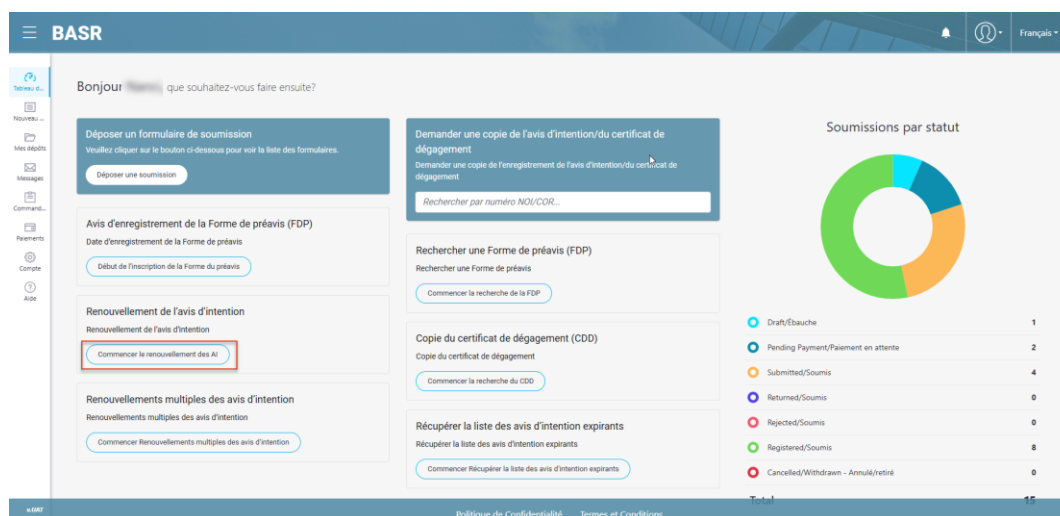 BASR
Français
Tableau d...
Nouveau ...
Mes dépôts
Messages
Command...
Paiements
Compte
Aide
Bonjour
que souhaitez-vous faire ensuite?
Déposer un formulaire de soumission
Veuillez cliquer sur le bouton ci-dessous pour voir la liste des formulaires.
Déposer une soumission
Avis d'enregistrement de la Forme de préavis (FDP)
Date d'enregistrement de la Forme de préavis
Début de l'inscription de la Forme du préavis
Renouvellement de l'avis d'intention
Renouvellement de l'avis d'intention
Commencer le renouvellement des AI
Renouvellements multiples des avis d'intention
Renouvellements multiples des avis d'intention
Commencer Renouvellements multiples des avis d'intention
Demander une copie de l'avis d'intention/du certificat de
dégagement
Demander une copie de l'enregistrement de l'avis d'intention/du certificat de
dégagement
Rechercher par numéro NOI/COR...
Rechercher une Forme de préavis (FDP)
Rechercher une Forme de préavis
Commencer la recherche de la FDP
Copie du certificat de dégagement (CDD)
Copie du certificat de dégagement
Commencer la recherche du CDD
Récupérer la liste des avis d'intention expirants
Récupérer la liste des avis d'intention expirants
Commencer Récupérer la liste des avis d'intention expirants
Soumissions par statut
Draft/Ébauche 1
Pending Payment/Paiement en attente 2
Submitted/Soumis 4
Returned/Soumis 0
Rejected/Soumis 0
Registered/Soumis 8
Cancelled/Withdrawn - Annulé/retiré 0
Total 15
v.UAT
Politique de Confidentialité Termes et Conditions